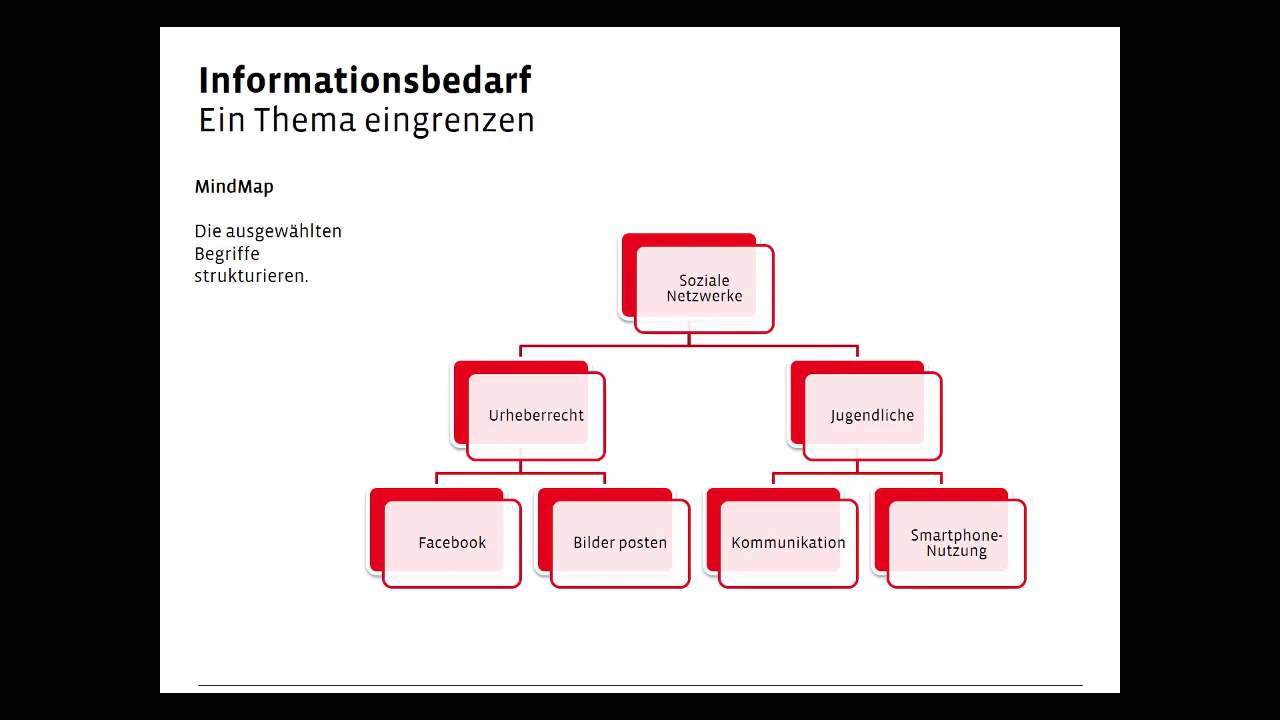 Informationsbedarf
Ein Thema eingrenzen
MindMap
Die ausgewählten
Begriffe
strukturieren.
Soziale
Netzwerke
Urheberrecht
Jugendliche
Facebook
Bilder posten
Kommunikation
Smartphone-
Nutzung